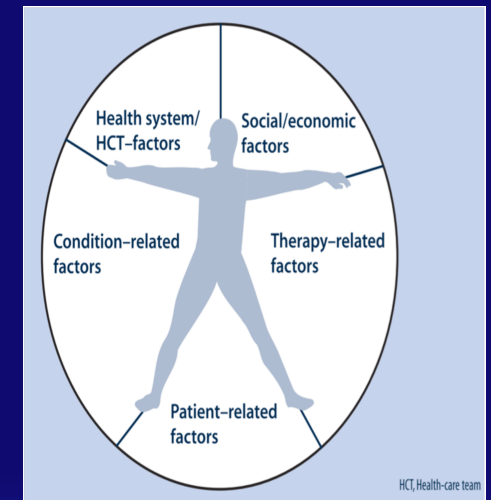 Health system/
HCT–factors
Social/economic
factors
Condition–related
factors
Therapy–related
factors
Patient–related
factors
HCT, Health-care team